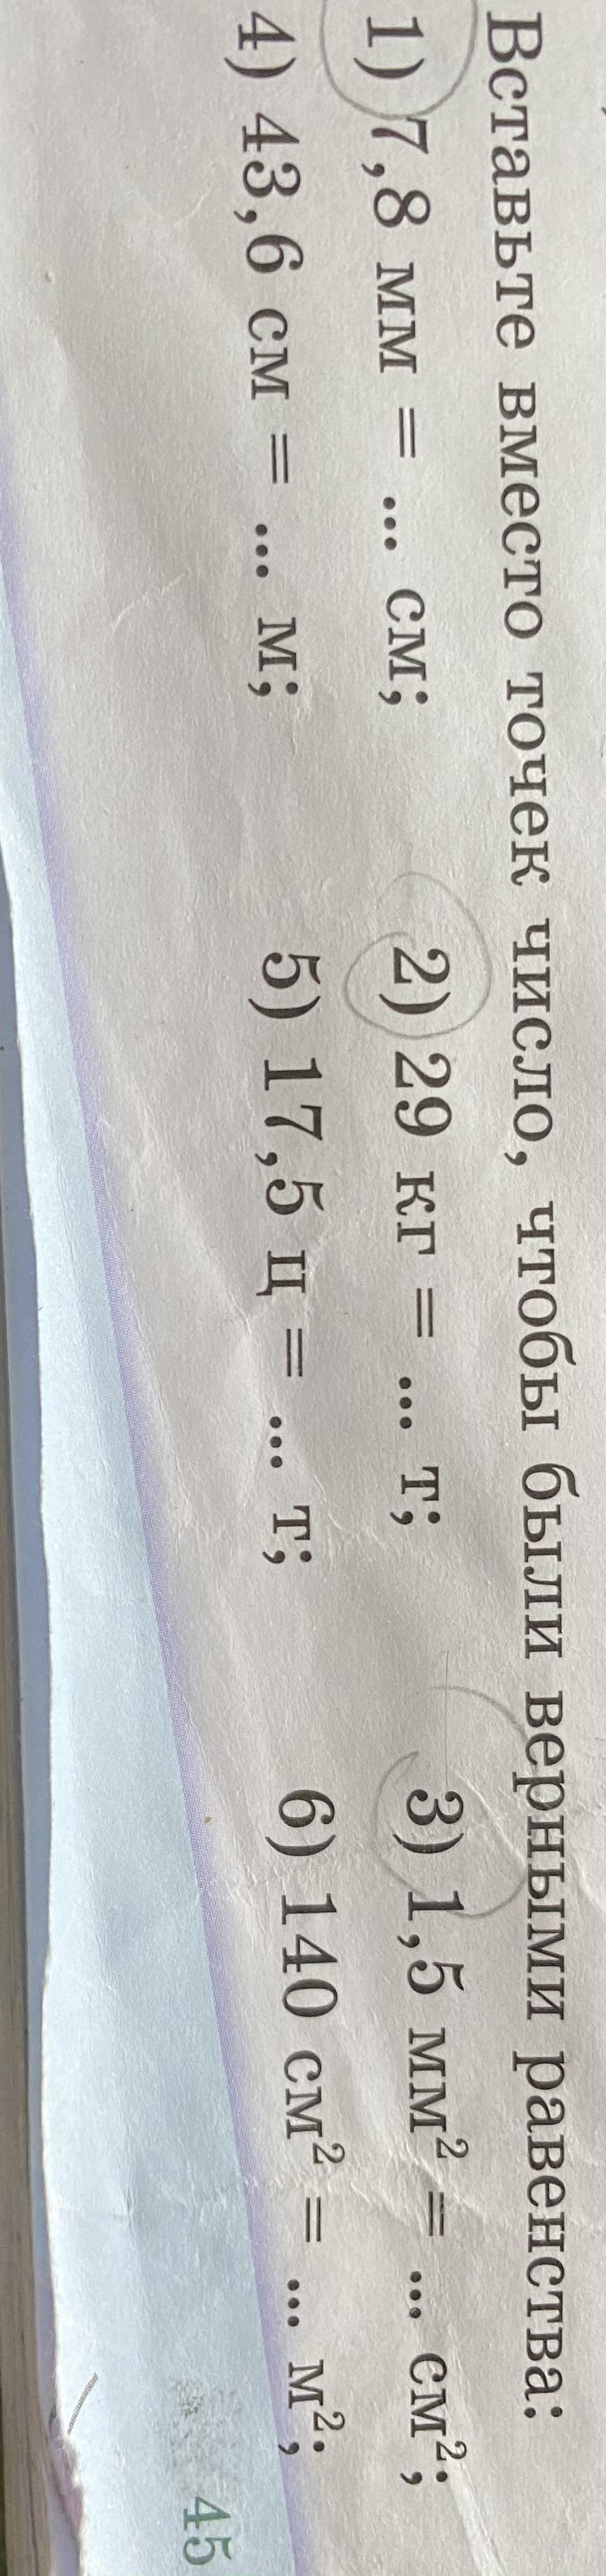 Вставьте вместо точек число, чтобы были верными равенства:
1) 7,8 мм = ... см; 2) 29 кг = ... т; 3) 1,5 мм² = ... см²;
4) 43,6 см = ... м; 5) 17,5 ц = ... т; 6) 140 см² = ... м²;
45